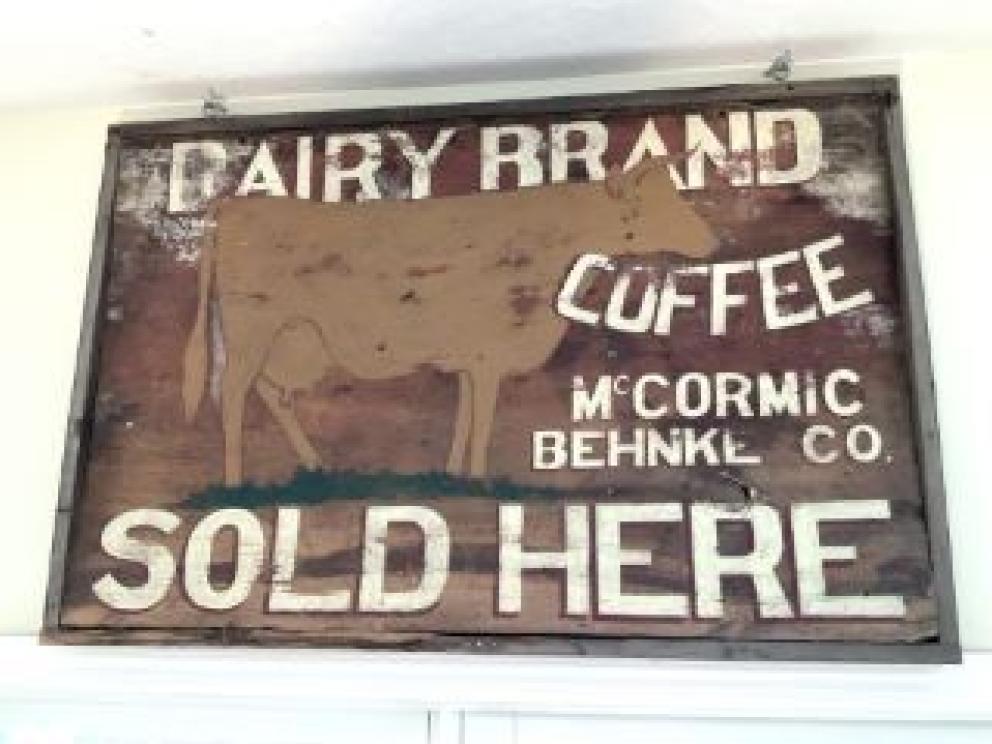 DAIRY BRAND
COFFEE
McCORMIC
BEHNKE CO.
SOLD HERE